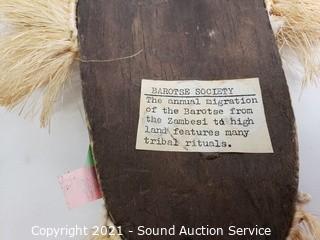 BAROTSE SOCIETY
The annual migration
of the Barotse from
the Zambesi to high
land features many
tribal rituals.
Copyright 2021 - Sound Auction Service